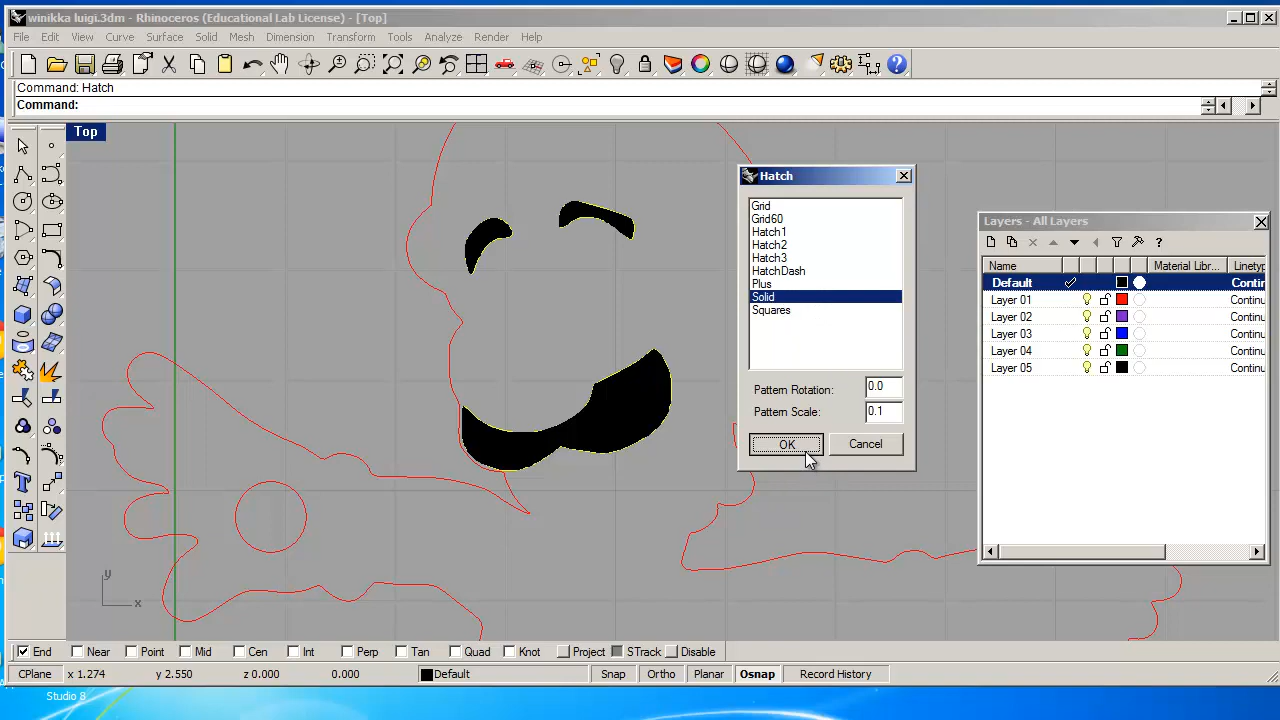 winikka luigi.3dm - Rhinoceros (Educational Lab License) - [Top]
File Edit View Curve Surface Solid Mesh Dimension Transform Tools Analyze Render Help
Command: Hatch
Command:
Top
Hatch
Grid
Grid60
Hatch1
Hatch2
Hatch3
HatchDash
Plus
Solid
Squares
Pattern Rotation: 0.0
Pattern Scale: 0.1
OK Cancel
Layers - All Layers
?
Name Material Libr... Linetyp
Default Contin
Layer 01 Continu
Layer 02 Continu
Layer 03 Continu
Layer 04 Continu
Layer 05 Continu
y
x
End Near Point Mid Cen Int Perp Tan Quad Knot Project STrack Disable
CPlane x 1.274 y 2.550 z 0.000 0.000 Default Snap Ortho Planar Osnap Record History
Studio 8